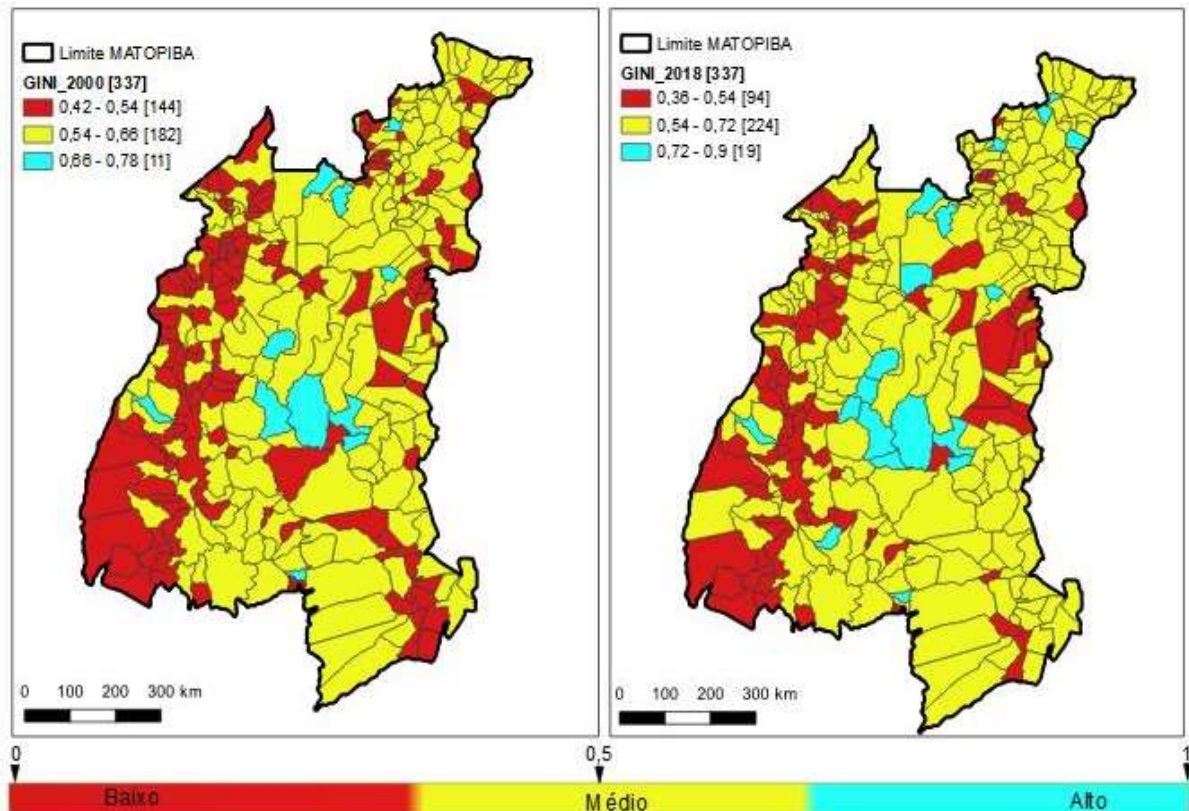 Limite MATOPIBA
GINI_2000 [337]
0,42 - 0,54 [144]
0,54 - 0,66 [182]
0,66 - 0,78 [11]
0 100 200 300 km
Limite MATOPIBA
GINI_2018 [337]
0,36 - 0,54 [94]
0,54 - 0,72 [224]
0,72 - 0,9 [19]
0 100 200 300 km
0 0,5 1
Baixo Médio Alto